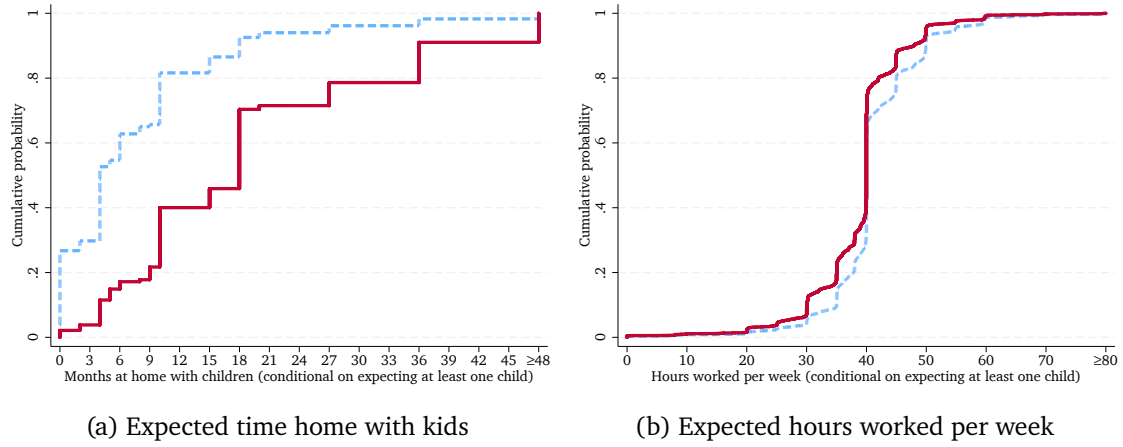 Cumulative probability
1
.8
.6
.4
.2
0
0 3 6 9 12 15 18 21 24 27 30 33 36 39 42 45 ≥48
Months at home with children (conditional on expecting at least one child)
(a) Expected time home with kids
Cumulative probability
1
.8
.6
.4
.2
0
0 10 20 30 40 50 60 70 ≥80
Hours worked per week (conditional on expecting at least one child)
(b) Expected hours worked per week